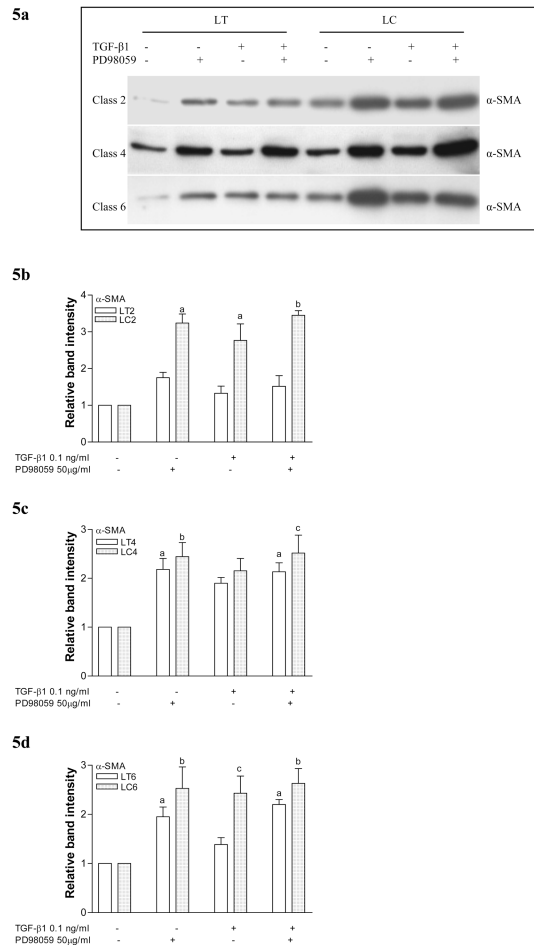 5a
LT LC
TGF-β1 - - + + - - + +
PD98059 - + - + - + - +
Class 2 α-SMA
Class 4 α-SMA
Class 6 α-SMA
5b
Relative band intensity
4
3
2
1
0
α-SMA
LT2
LC2
a
a
b
TGF-β1 0.1 ng/ml - - + +
PD98059 50μg/ml - + - +
5c
Relative band intensity
3
2
1
0
α-SMA
LT4
LC4
a
b
a
c
TGF-β1 0.1 ng/ml - - + +
PD98059 50μg/ml - + - +
5d
Relative band intensity
3
2
1
0
α-SMA
LT6
LC6
a
b
c
a
b
TGF-β1 0.1 ng/ml - - + +
PD98059 50μg/ml - + - +